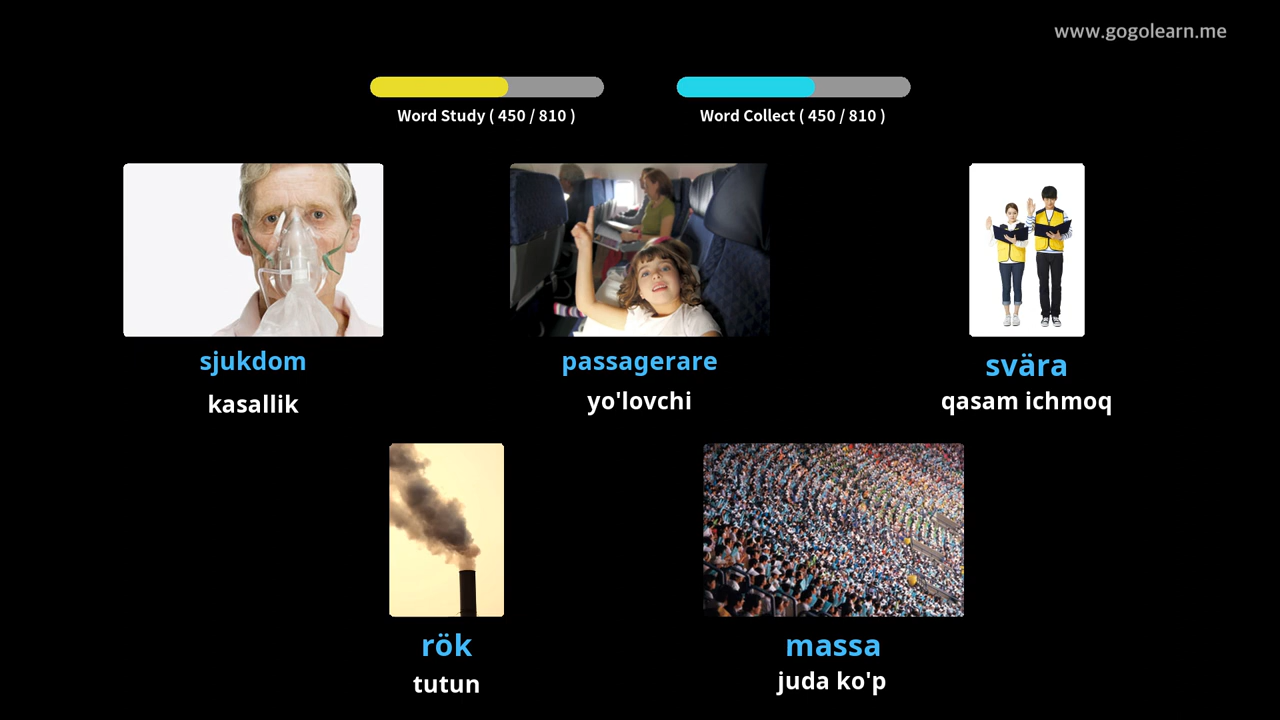 www.gogolearn.me
Word Study ( 450 / 810 )
Word Collect ( 450 / 810 )
sjukdom
kasallik
passagerare
yo'lovchi
svära
qasam ichmoq
rök
tutun
massa
juda ko'p